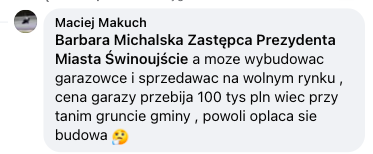 Maciej Makuch
Barbara Michalska Zastępca Prezydenta
Miasta Świnoujście a moze wybudowac
garazowce i sprzedawac na wolnym rynku ,
cena garazy przebija 100 tys pln wiec przy
tanim gruncie gminy , powoli oplaca sie
budowa 😢